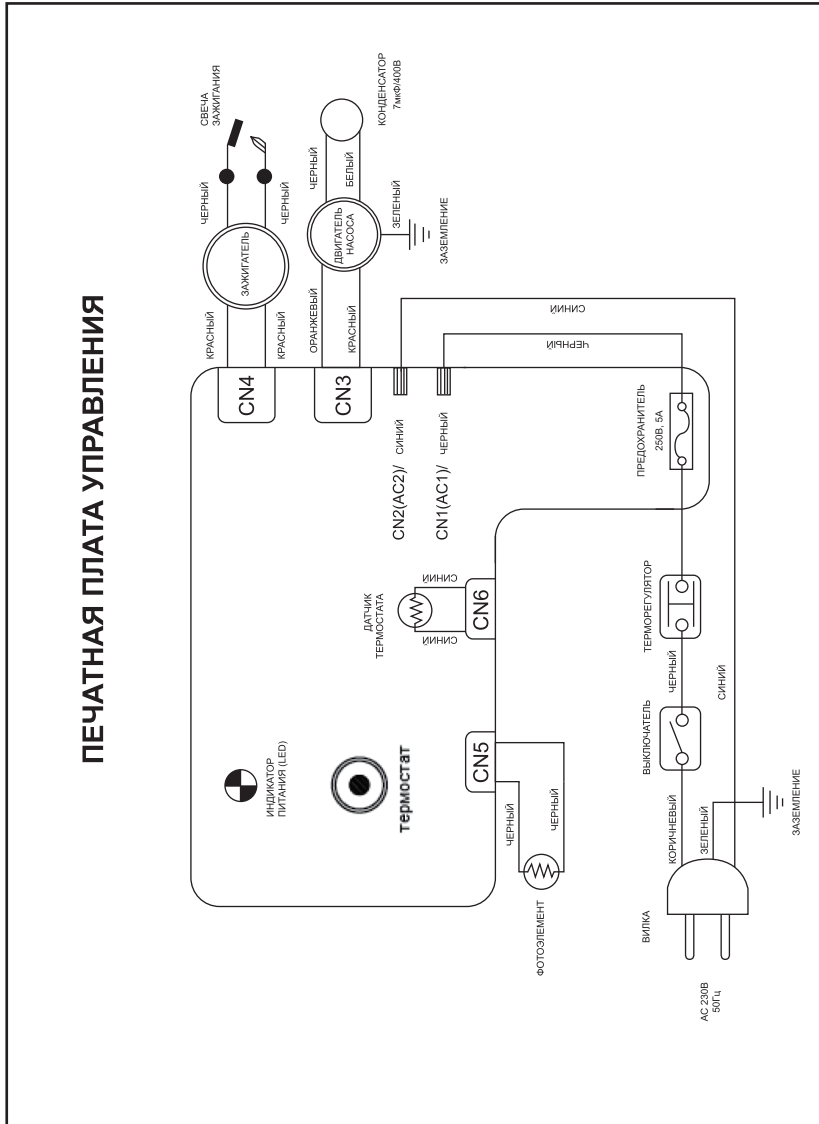 ПЕЧАТНАЯ ПЛАТА УПРАВЛЕНИЯ
СВЕЧА
ЗАЖИГАНИЯ
ЧЕРНЫЙ
ЧЕРНЫЙ
ЗАЖИГАТЕЛЬ
КРАСНЫЙ
КРАСНЫЙ
CN4
КОНДЕНСАТОР
7мкФ/400В
ЧЕРНЫЙ
БЕЛЫЙ
ДВИГАТЕЛЬ
НАСОСА
ЗЕЛЕНЫЙ
ЗАЗЕМЛЕНИЕ
ОРАНЖЕВЫЙ
КРАСНЫЙ
CN3
CN2(AC2)/ СИНИЙ
CN1(AC1)/ ЧЕРНЫЙ
СИНИЙ
ЧЕРНЫЙ
ПРЕДОХРАНИТЕЛЬ
250В, 5А
ДАТЧИК
ТЕРМОСТАТА
СИНИЙ
СИНИЙ
CN6
ИНДИКАТОР
ПИТАНИЯ (LED)
термостат
CN5
ЧЕРНЫЙ
ЧЕРНЫЙ
ФОТОЭЛЕМЕНТ
ТЕРМОРЕГУЛЯТОР
ЧЕРНЫЙ
СИНИЙ
ВЫКЛЮЧАТЕЛЬ
КОРИЧНЕВЫЙ
ЗЕЛЕНЫЙ
ЗАЗЕМЛЕНИЕ
ВИЛКА
АС 230В
50Гц